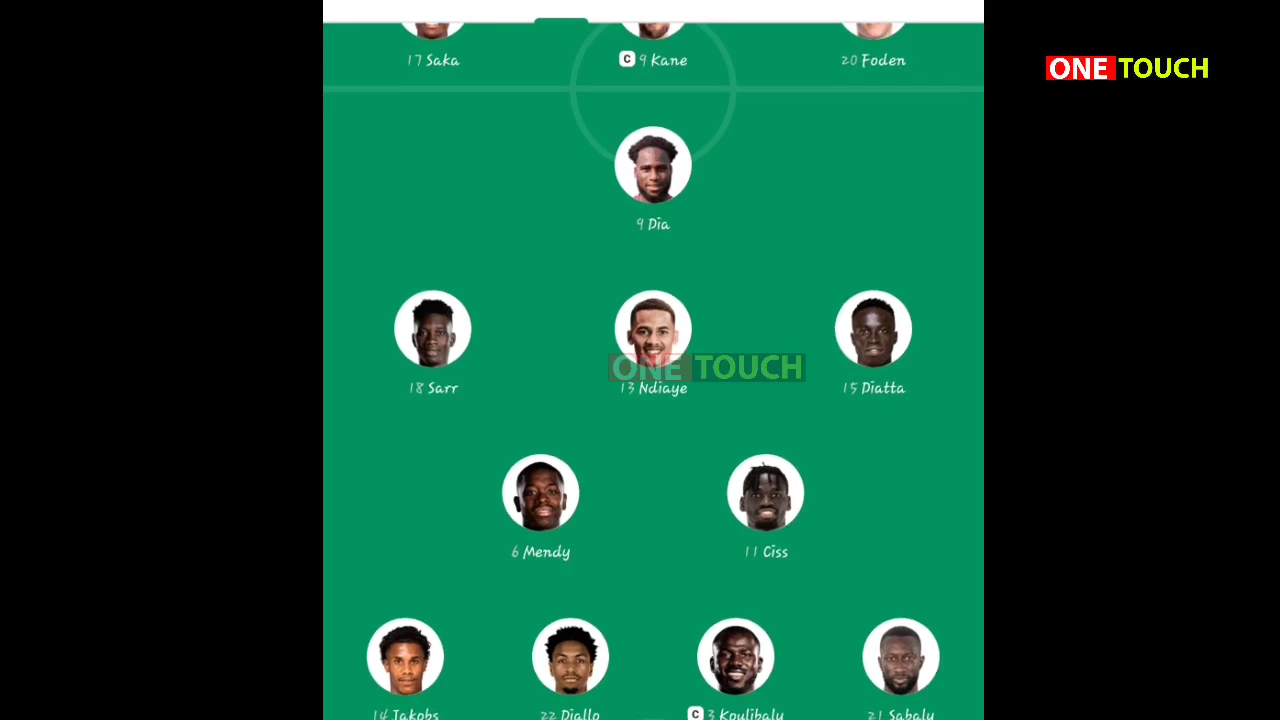 17 Saka
C 9 Kane
20 Foden
ONE TOUCH
9 Dia
ONE TOUCH
18 Sarr
13 Ndiaye
15 Diatta
6 Mendy
11 Ciss
14 Jakobs
22 Diallo
C 3 Koulibaly
21 Sabaly